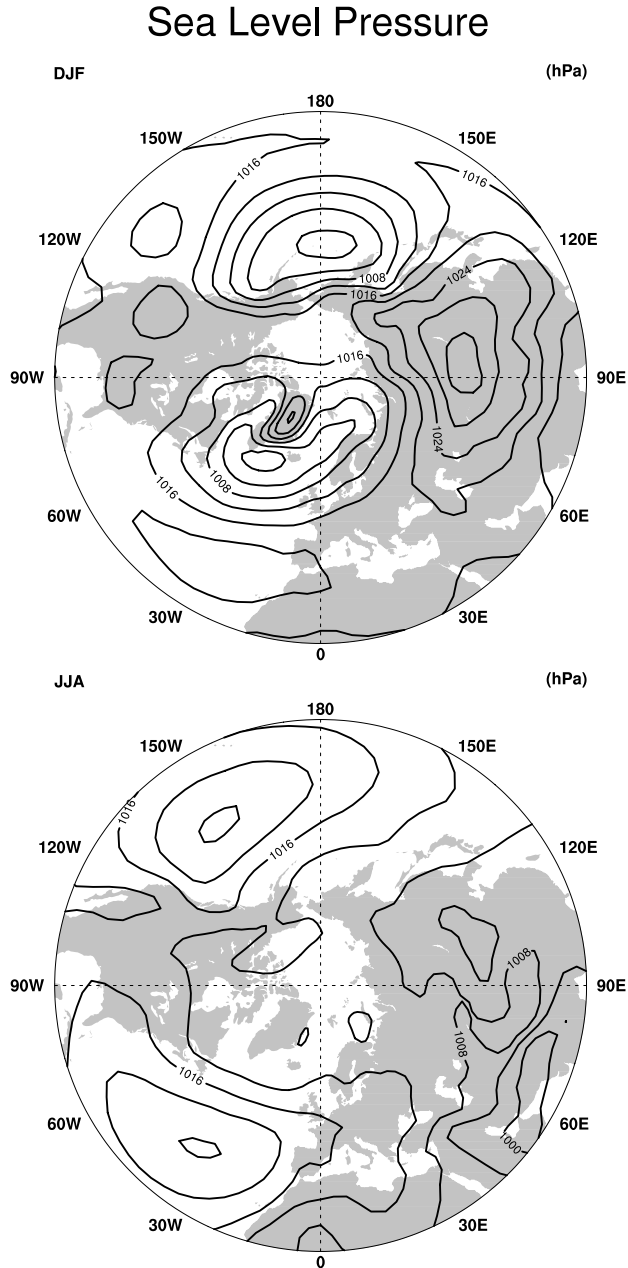 Sea Level Pressure
DJF (hPa)
180
150W 150E
1016 1016
120W 120E
1024
1008
1016
1016
90W 90E
1024
1008
1016
60W 60E
30W 30E
0
JJA (hPa)
180
150W 150E
1016
120W 1016 120E
1008
90W 90E
1008
1016
60W 60E
1000
30W 30E
0